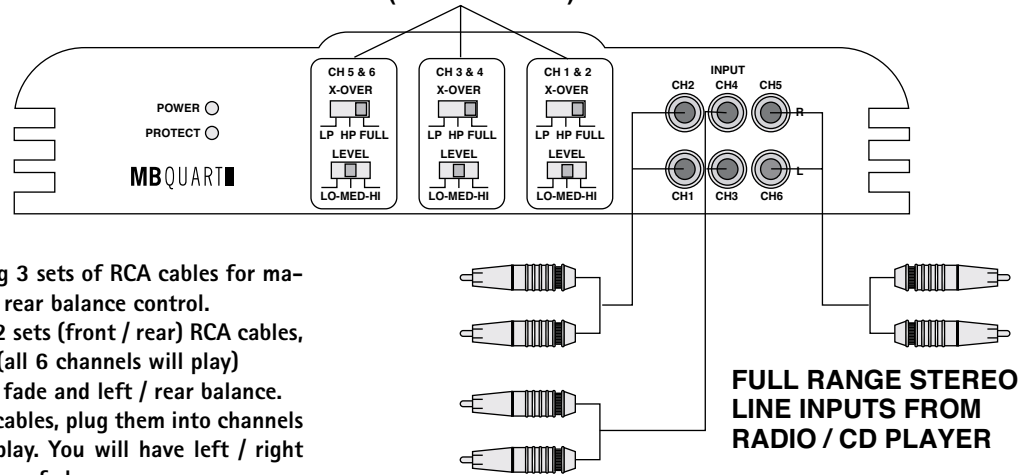 CH 5 & 6 CH 3 & 4 CH 1 & 2
X-OVER X-OVER X-OVER
LP HP FULL LP HP FULL LP HP FULL
LEVEL LEVEL LEVEL
LO-MED-HI LO-MED-HI LO-MED-HI
POWER
PROTECT
MBQUART
INPUT
CH2 CH4 CH5
R
L
CH1 CH3 CH6
g 3 sets of RCA cables for ma-
rear balance control.
2 sets (front / rear) RCA cables,
(all 6 channels will play)
fade and left / rear balance.
cables, plug them into channels
play. You will have left / right
FULL RANGE STEREO
LINE INPUTS FROM
RADIO / CD PLAYER